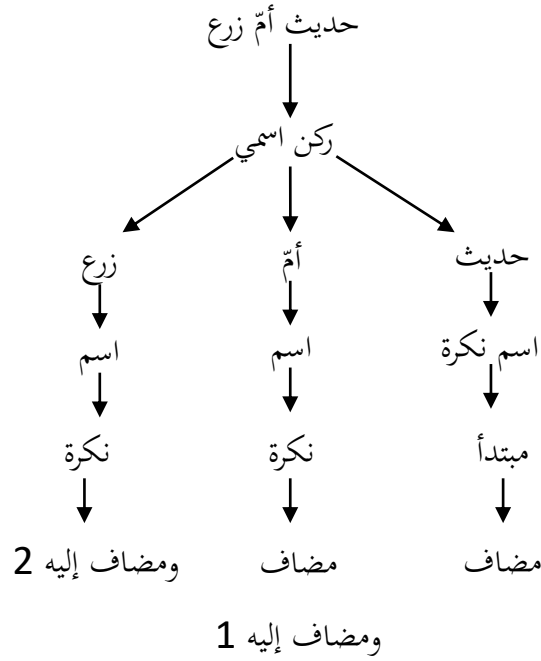 حديث أمّ زرع
ركن اسمي
حديث أمّ زرع
اسم نكرة اسم اسم
مبتدأ نكرة نكرة
مضاف مضاف ومضاف إليه 2
ومضاف إليه 1